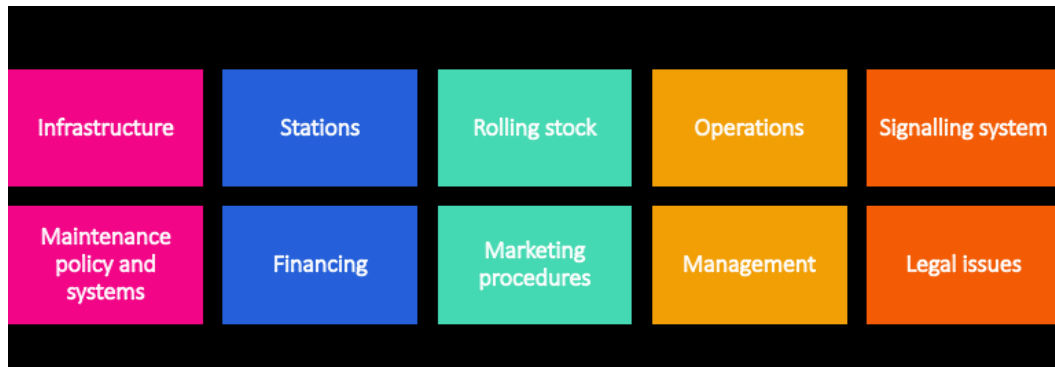 Infrastructure
Stations
Rolling stock
Operations
Signalling system
Maintenance
policy and
systems
Financing
Marketing
procedures
Management
Legal issues